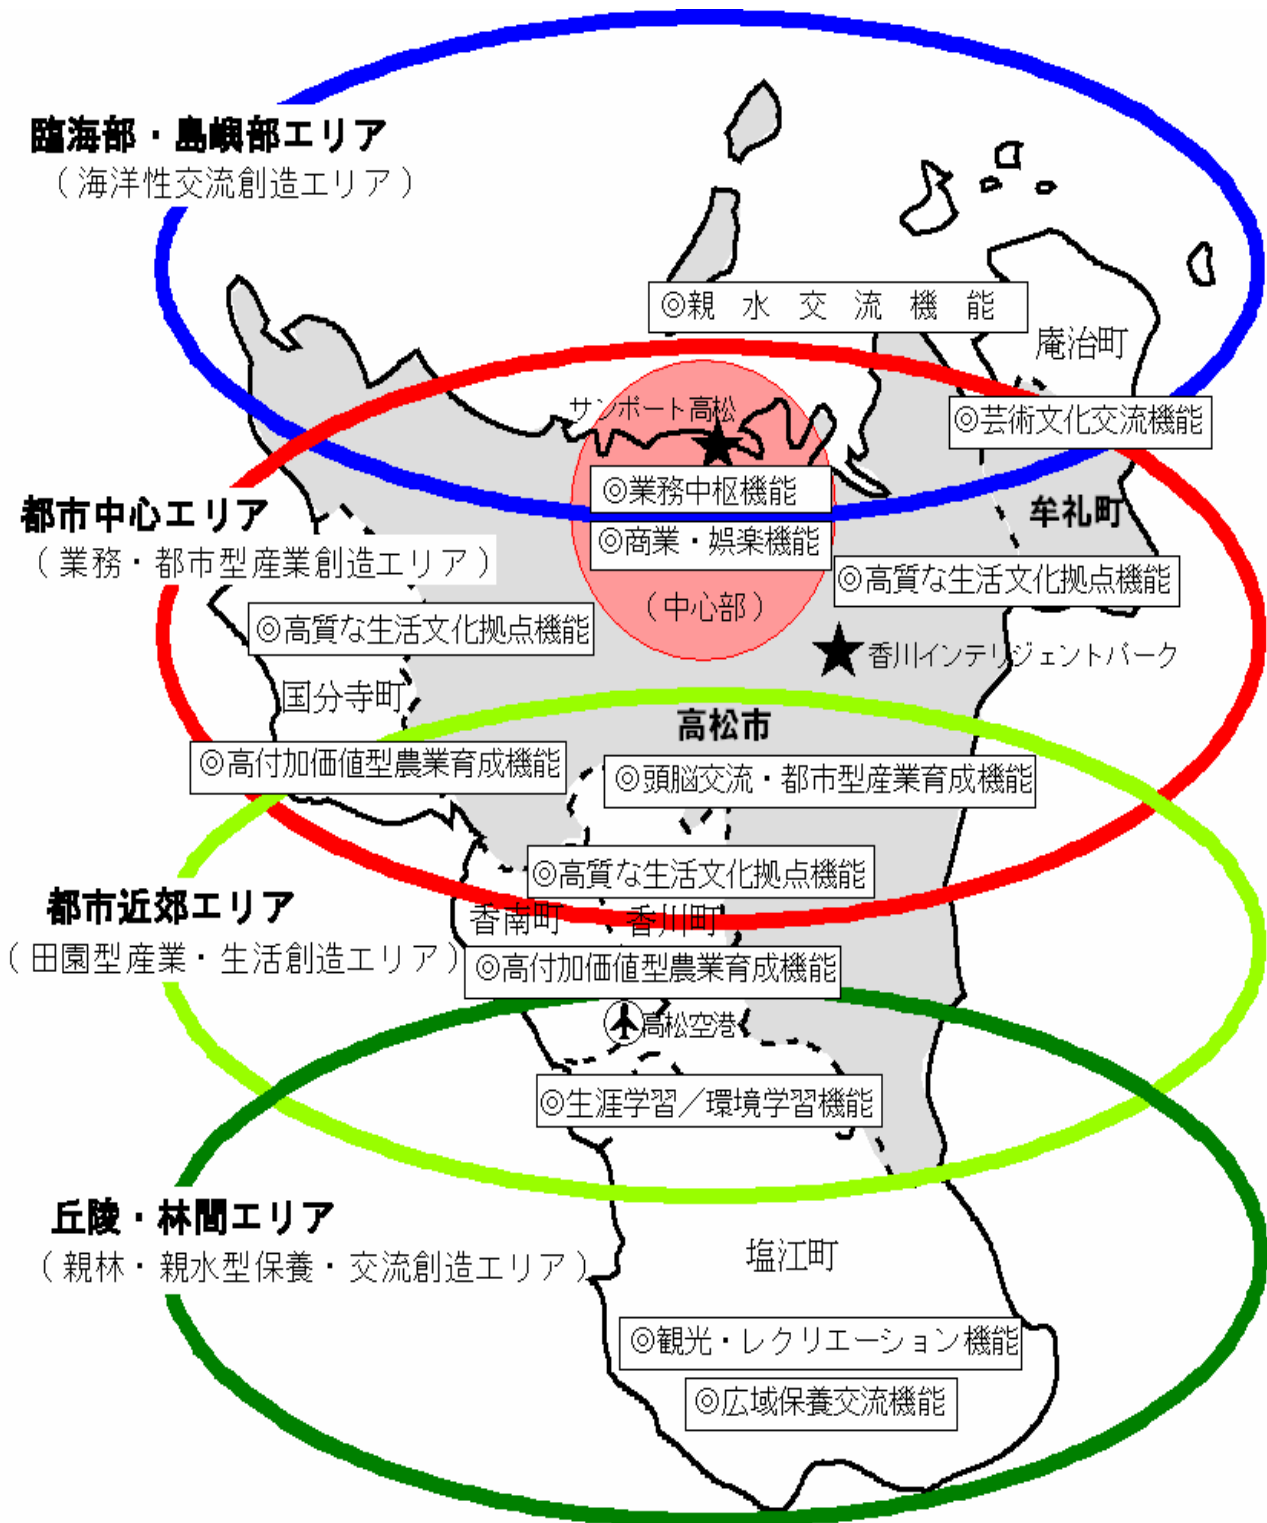 臨海部・島嶼部エリア
（海洋性交流創造エリア）
◎親水交流機能
庵治町
サンポート高松
◎芸術文化交流機能
◎業務中枢機能
都市中心エリア
（業務・都市型産業創造エリア）
牟礼町
◎商業・娯楽機能
◎高質な生活文化拠点機能
（中心部）
◎高質な生活文化拠点機能
香川インテリジェントパーク
国分寺町
高松市
◎高付加価値型農業育成機能
◎頭脳交流・都市型産業育成機能
◎高質な生活文化拠点機能
都市近郊エリア
（田園型産業・生活創造エリア）
香南町
香川町
◎高付加価値型農業育成機能
高松空港
◎生涯学習／環境学習機能
丘陵・林間エリア
（親林・親水型保養・交流創造エリア）
塩江町
◎観光・レクリエーション機能
◎広域保養交流機能